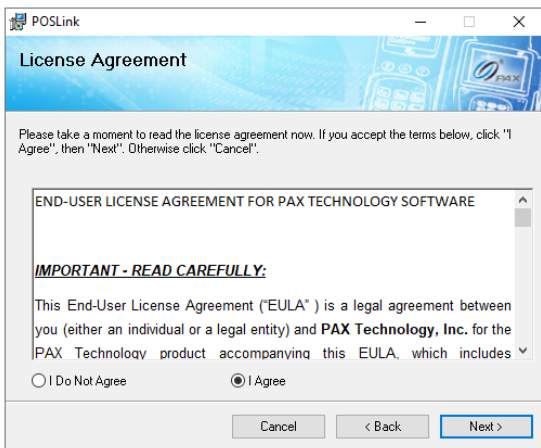 POSLink
License Agreement
PAX
Please take a moment to read the license agreement now. If you accept the terms below, click "I
Agree", then "Next". Otherwise click "Cancel".
END-USER LICENSE AGREEMENT FOR PAX TECHNOLOGY SOFTWARE
IMPORTANT - READ CAREFULLY:
This End-User License Agreement ("EULA" ) is a legal agreement between
you (either an individual or a legal entity) and PAX Technology, Inc. for the
PAX Technology product accompanying this EULA, which includes
I Do Not Agree
I Agree
Cancel
< Back
Next >